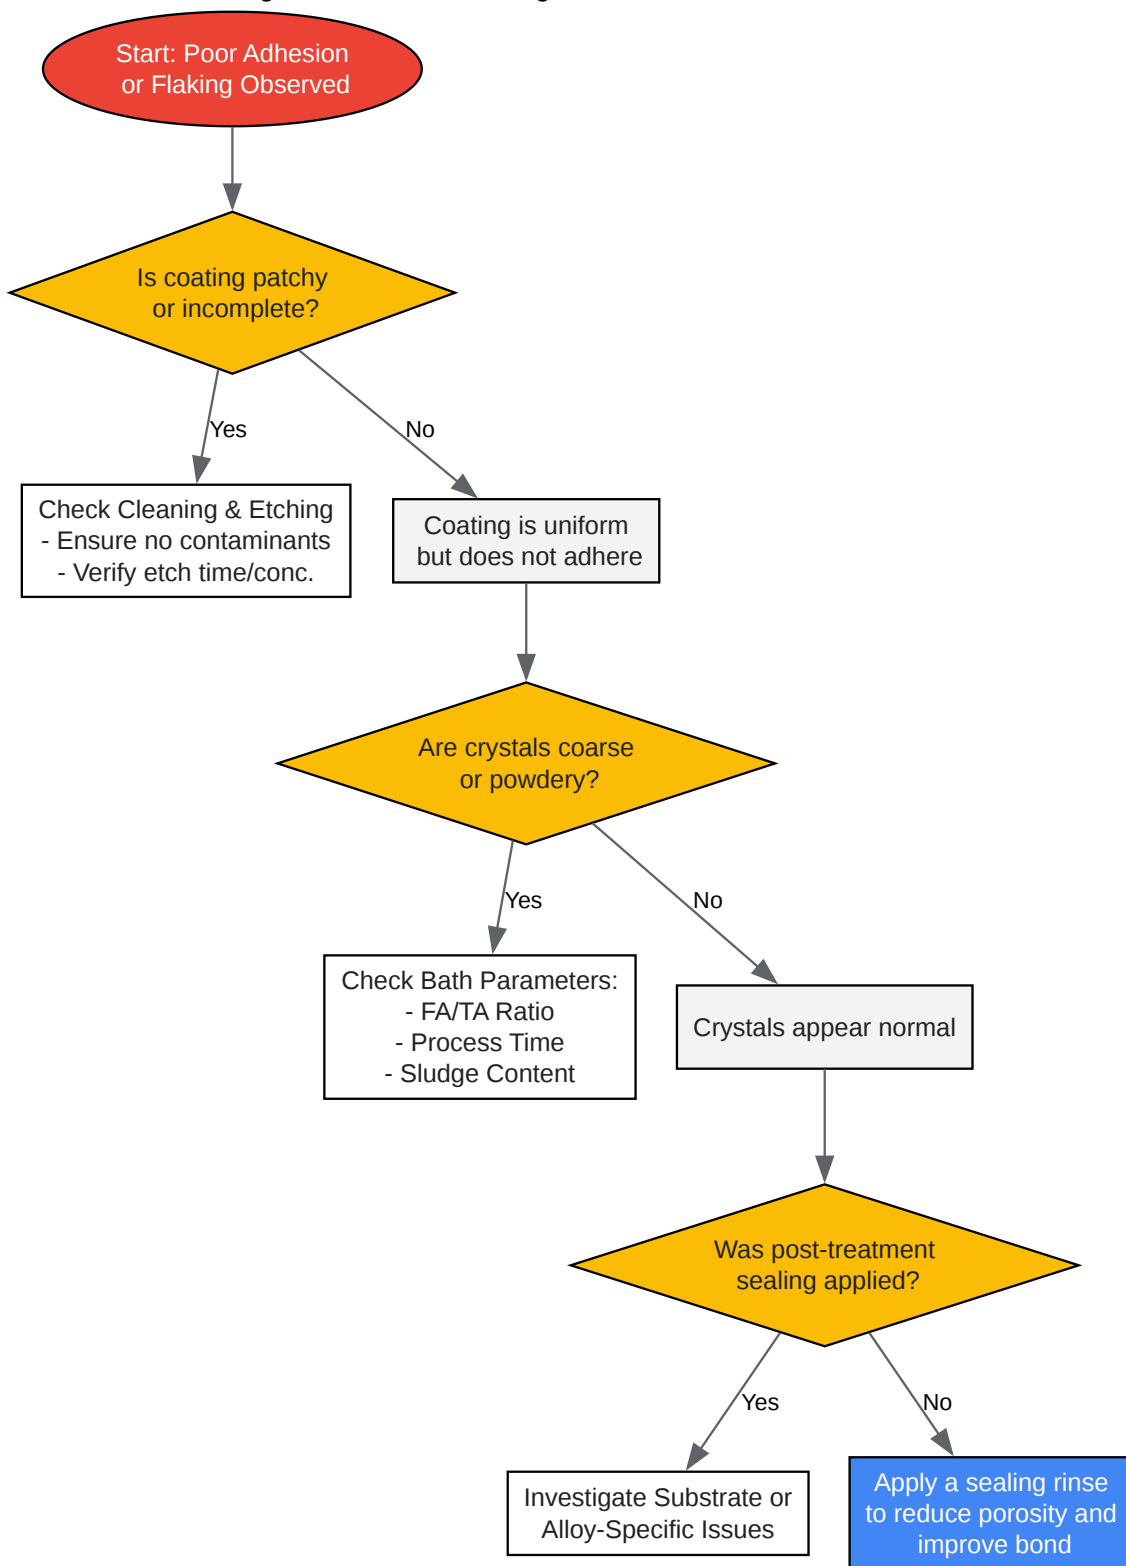 Start: Poor Adhesion
or Flaking Observed
Is coating patchy
or incomplete?
Yes
No
Check Cleaning & Etching
- Ensure no contaminants
- Verify etch time/conc.
Coating is uniform
but does not adhere
Are crystals coarse
or powdery?
Yes
No
Check Bath Parameters:
- FA/TA Ratio
- Process Time
- Sludge Content
Crystals appear normal
Was post-treatment
sealing applied?
Yes
No
Investigate Substrate or
Alloy-Specific Issues
Apply a sealing rinse
to reduce porosity and
improve bond